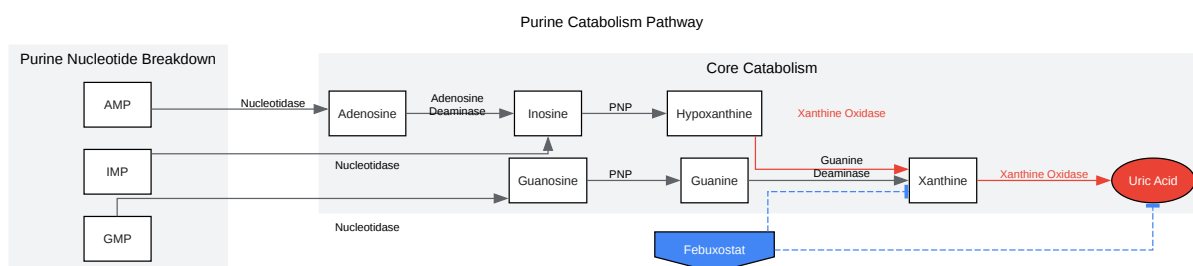 Purine Catabolism Pathway
Purine Nucleotide Breakdown
Core Catabolism
AMP
Nucleotidase
Adenosine
Adenosine
Deaminase
Inosine
PNP
Hypoxanthine
Xanthine Oxidase
IMP
Nucleotidase
Guanosine
PNP
Guanine
Guanine
Deaminase
Xanthine
Xanthine Oxidase
Uric Acid
GMP
Nucleotidase
Febuxostat